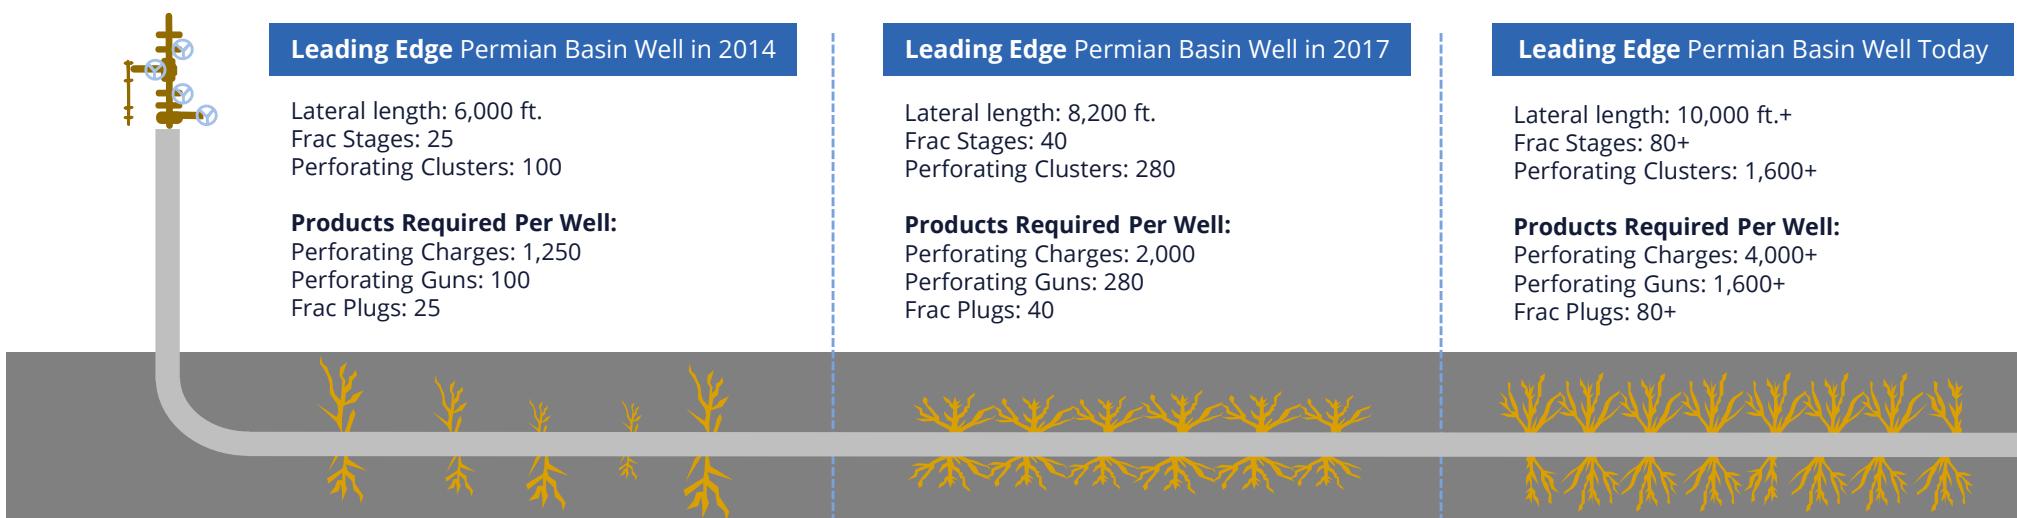 Leading Edge Permian Basin Well in 2014
Lateral length: 6,000 ft.
Frac Stages: 25
Perforating Clusters: 100
Products Required Per Well:
Perforating Charges: 1,250
Perforating Guns: 100
Frac Plugs: 25
Leading Edge Permian Basin Well in 2017
Lateral length: 8,200 ft.
Frac Stages: 40
Perforating Clusters: 280
Products Required Per Well:
Perforating Charges: 2,000
Perforating Guns: 280
Frac Plugs: 40
Leading Edge Permian Basin Well Today
Lateral length: 10,000 ft.+
Frac Stages: 80+
Perforating Clusters: 1,600+
Products Required Per Well:
Perforating Charges: 4,000+
Perforating Guns: 1,600+
Frac Plugs: 80+